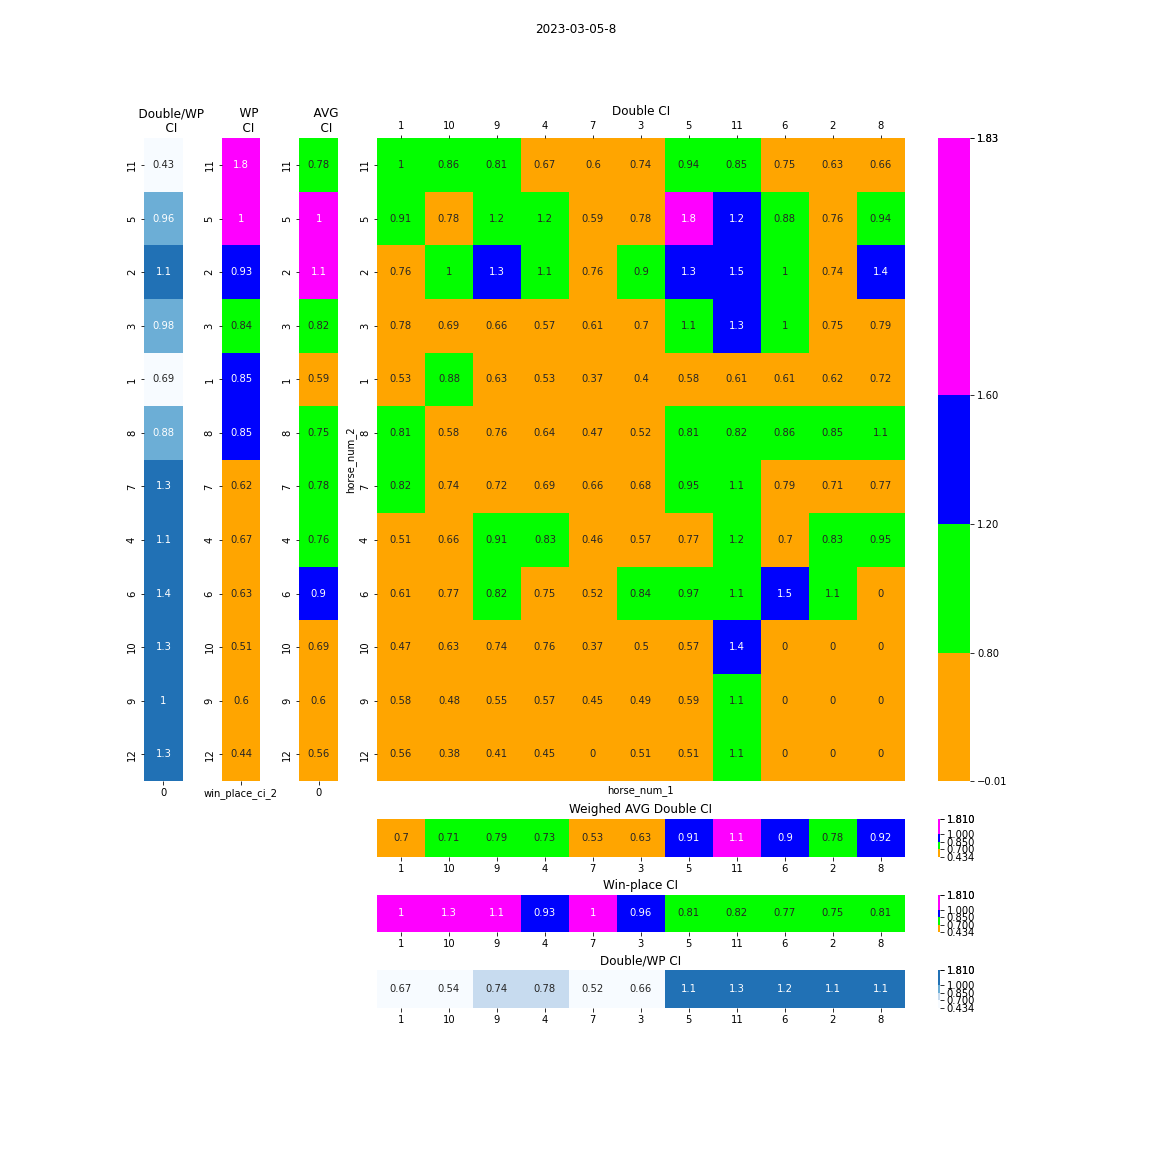 2023-03-05-8
Double/WP CI
WP CI
AVG CI
Double CI
1 10 9 4 7 3 5 11 6 2 8
11 0.43 11 1.8 11 0.78 11 1 0.86 0.81 0.67 0.6 0.74 0.94 0.85 0.75 0.63 0.66
5 0.96 5 1 5 1 5 0.91 0.78 1.2 1.2 0.59 0.78 1.8 1.2 0.88 0.76 0.94
2 1.1 2 0.93 2 1.1 2 0.76 1 1.3 1.1 0.76 0.9 1.3 1.5 1 0.74 1.4
3 0.98 3 0.84 3 0.82 3 0.78 0.69 0.66 0.57 0.61 0.7 1.1 1.3 1 0.75 0.79
1 0.69 1 0.85 1 0.59 1 0.53 0.88 0.63 0.53 0.37 0.4 0.58 0.61 0.61 0.62 0.72
8 0.88 8 0.85 8 0.75 8 0.81 0.58 0.76 0.64 0.47 0.52 0.81 0.82 0.86 0.85 1.1
7 1.3 7 0.62 7 0.78 7 0.82 0.74 0.72 0.69 0.66 0.68 0.95 1.1 0.79 0.71 0.77
4 1.1 4 0.67 4 0.76 4 0.51 0.66 0.91 0.83 0.46 0.57 0.77 1.2 0.7 0.83 0.95
6 1.4 6 0.63 6 0.9 6 0.61 0.77 0.82 0.75 0.52 0.84 0.97 1.1 1.5 1.1 0
10 1.3 10 0.51 10 0.69 10 0.47 0.63 0.74 0.76 0.37 0.5 0.57 1.4 0 0 0
9 1 9 0.6 9 0.6 9 0.58 0.48 0.55 0.57 0.45 0.49 0.59 1.1 0 0 0
12 1.3 12 0.44 12 0.56 12 0.56 0.38 0.41 0.45 0 0.51 0.51 1.1 0 0 0
horse_num_2
0 win_place_ci_2 0 horse_num_1
1.83
1.60
1.20
0.80
−0.01
Weighed AVG Double CI
0.7 0.71 0.79 0.73 0.53 0.63 0.91 1.1 0.9 0.78 0.92
1 10 9 4 7 3 5 11 6 2 8
1.810
1.000
0.850
0.700
0.434
Win-place CI
1 1.3 1.1 0.93 1 0.96 0.81 0.82 0.77 0.75 0.81
1 10 9 4 7 3 5 11 6 2 8
1.810
1.000
0.850
0.700
0.434
Double/WP CI
0.67 0.54 0.74 0.78 0.52 0.66 1.1 1.3 1.2 1.1 1.1
1 10 9 4 7 3 5 11 6 2 8
1.810
1.000
0.850
0.700
0.434